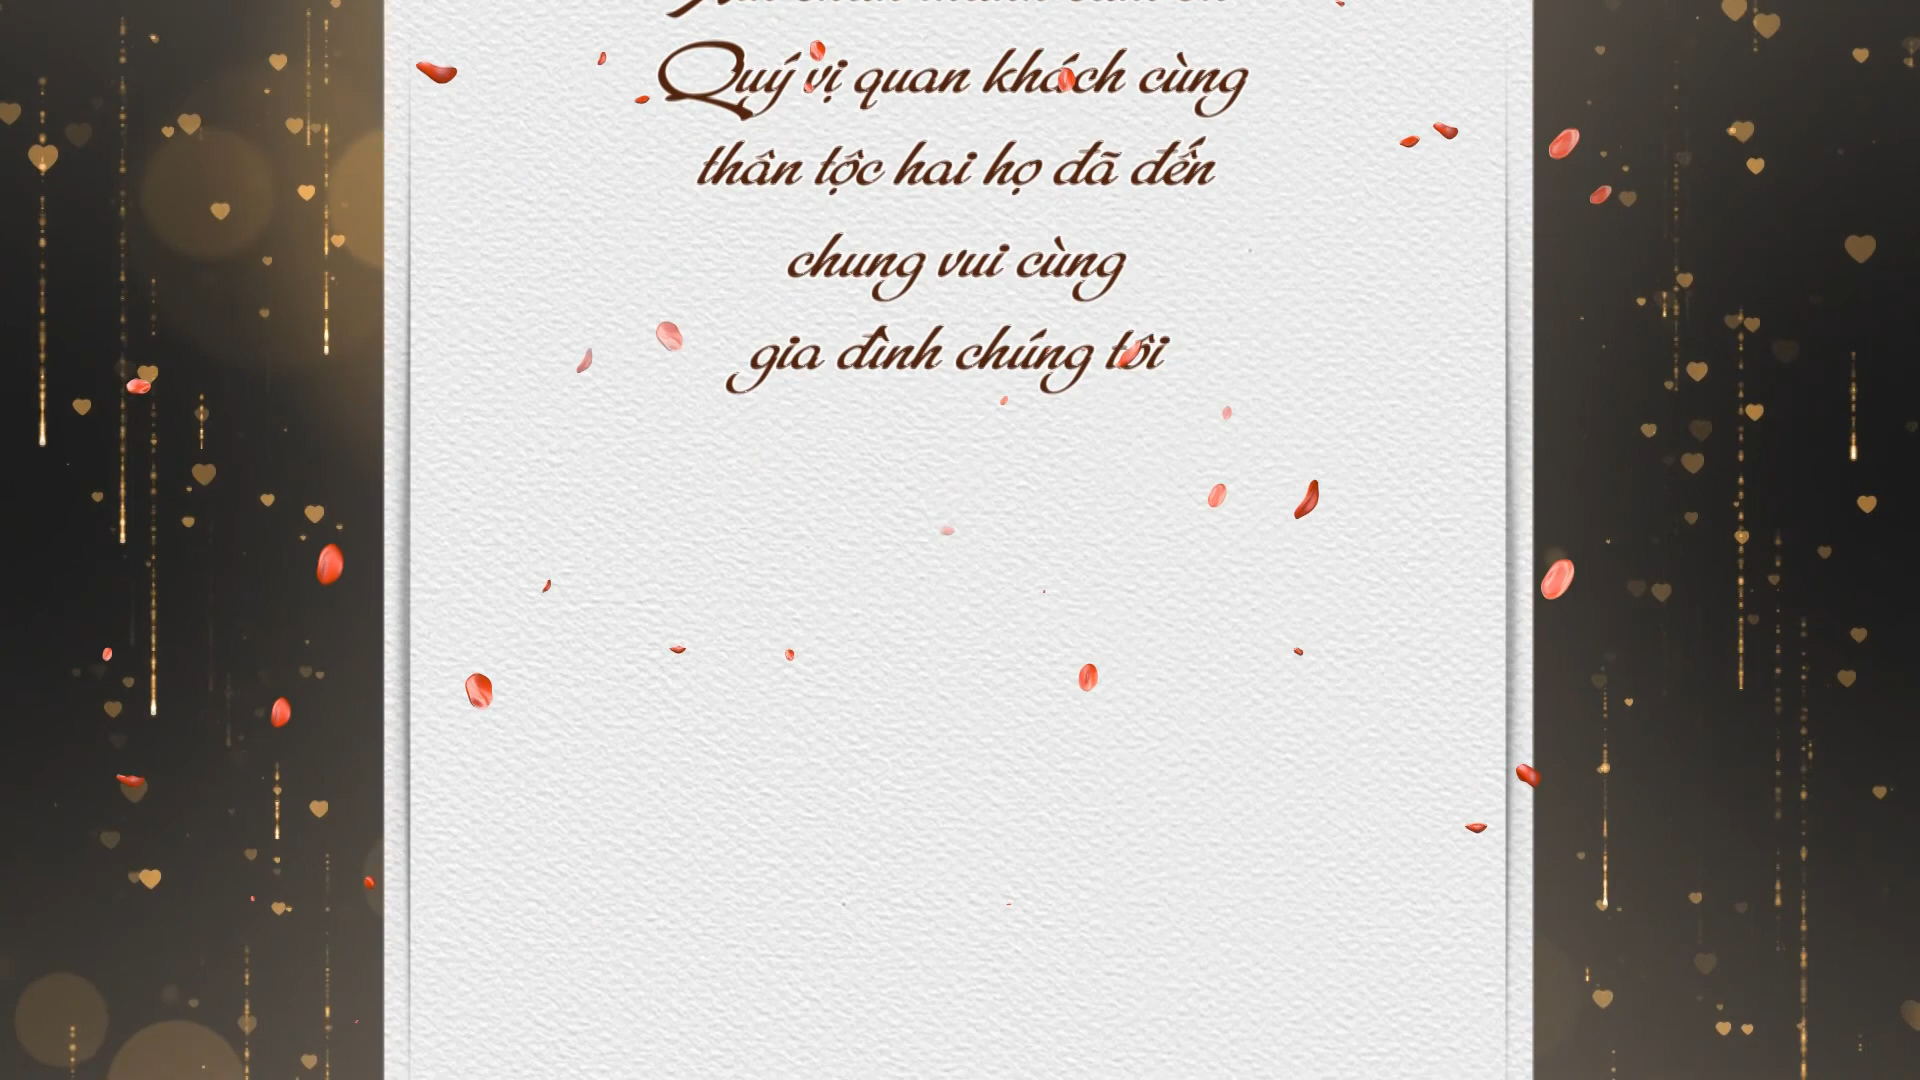 Quý vị quan khách cùng
thân tộc hai họ đã đến
chung vui cùng
gia đình chúng tôi